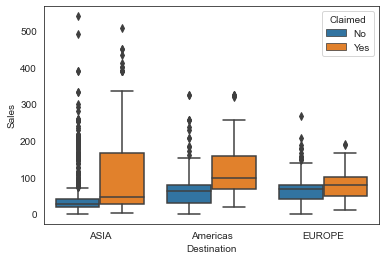 Claimed
No
Yes
500
400
300
200
100
0
Sales
ASIA
Americas
EUROPE
Destination